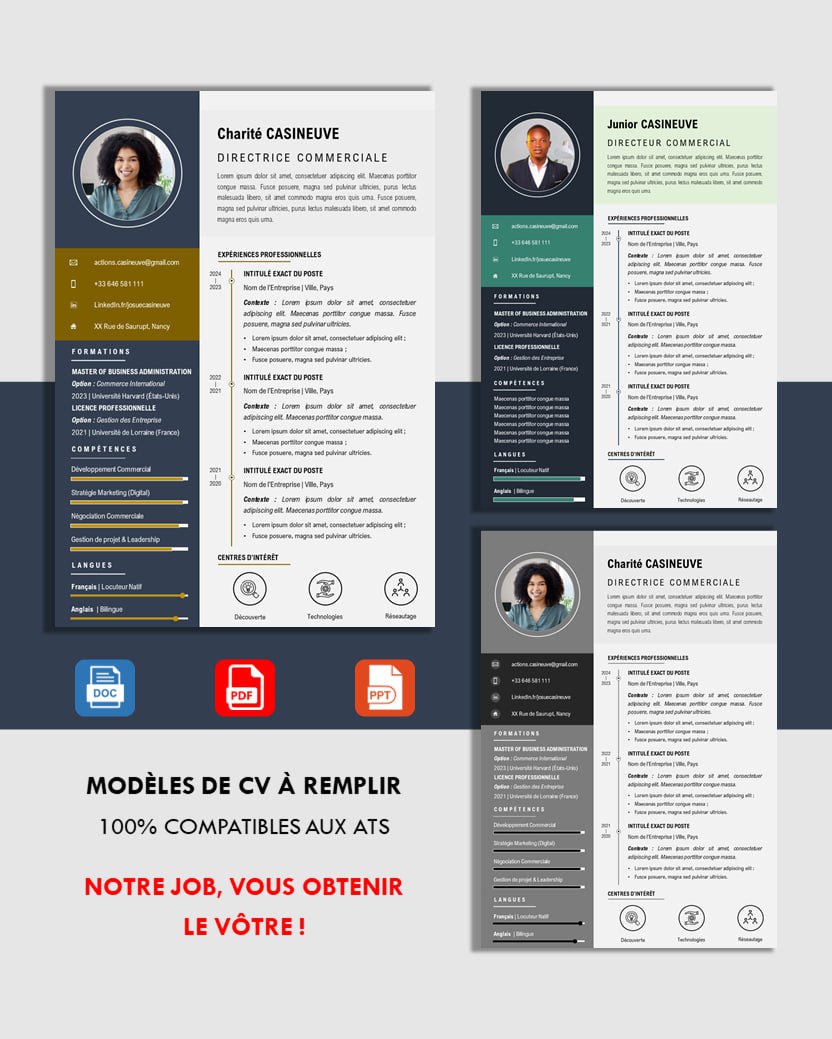 Charité CASINEUVE
DIRECTRICE COMMERCIALE
Lorem ipsum dolor sit amet, consectetuer adipiscing elit. Maecenas porttitor
congue massa. Fusce posuere, magna sed pulvinar ultricies, purus lectus
malesuada libero, sit amet commodo magna eros quis urna. Fusce posuere,
magna sed pulvinar ultricies, purus lectus malesuada libero, sit amet commodo
magna eros quis urna.
actions.casineuve@gmail.com
+33 646 581 111
LinkedIn.fr/josuecasineuve
XX Rue de Saurupt, Nancy
FORMATIONS
MASTER OF BUSINESS ADMINISTRATION
Option : Commerce International
2023 | Université Harvard (États-Unis)
LICENCE PROFESSIONNELLE
Option : Gestion des Entreprise
2021 | Université de Lorraine (France)
COMPÉTENCES
Développement Commercial
Stratégie Marketing (Digital)
Négociation Commerciale
Gestion de projet & Leadership
LANGUES
Français | Locuteur Natif
Anglais | Bilingue
EXPÉRIENCES PROFESSIONNELLES
2024
|
2023
INTITULÉ EXACT DU POSTE
Nom de l'Entreprise | Ville, Pays
Contexte : Lorem ipsum dolor sit amet, consectetuer
adipiscing elit. Maecenas porttitor congue massa. Fusce
posuere, magna sed pulvinar ultricies.
• Lorem ipsum dolor sit amet, consectetuer adipiscing elit ;
• Maecenas porttitor congue massa ;
• Fusce posuere, magna sed pulvinar ultricies.
2022
|
2021
INTITULÉ EXACT DU POSTE
Nom de l'Entreprise | Ville, Pays
Contexte : Lorem ipsum dolor sit amet, consectetuer
adipiscing elit. Maecenas porttitor congue massa.
• Lorem ipsum dolor sit amet, consectetuer adipiscing elit ;
• Maecenas porttitor congue massa ;
• Fusce posuere, magna sed pulvinar ultricies.
2021
|
2020
INTITULÉ EXACT DU POSTE
Nom de l'Entreprise | Ville, Pays
Contexte : Lorem ipsum dolor sit amet, consectetuer
adipiscing elit. Maecenas porttitor congue massa.
• Lorem ipsum dolor sit amet, consectetuer adipiscing elit ;
• Fusce posuere, magna sed pulvinar ultricies.
CENTRES D'INTÉRÊT
Découverte
Technologies
Réseautage
Junior CASINEUVE
DIRECTEUR COMMERCIAL
Lorem ipsum dolor sit amet, consectetuer adipiscing elit. Maecenas porttitor
congue massa. Fusce posuere, magna sed pulvinar ultricies, purus lectus
malesuada libero, sit amet commodo magna eros quis urna. Fusce posuere,
magna sed pulvinar ultricies, purus lectus malesuada libero, sit amet commodo
magna eros quis urna.
actions.casineuve@gmail.com
+33 646 581 111
LinkedIn.fr/josuecasineuve
XX Rue de Saurupt, Nancy
FORMATIONS
MASTER OF BUSINESS ADMINISTRATION
Option : Commerce International
2023 | Université Harvard (États-Unis)
LICENCE PROFESSIONNELLE
Option : Gestion des Entreprise
2021 | Université de Lorraine (France)
COMPÉTENCES
Maecenas porttitor congue massa
Maecenas porttitor congue massa
Maecenas porttitor congue massa
Maecenas porttitor congue massa
Maecenas porttitor congue massa
Maecenas porttitor congue massa
LANGUES
Français | Locuteur Natif
Anglais | Bilingue
EXPÉRIENCES PROFESSIONNELLES
2024
|
2023
INTITULÉ EXACT DU POSTE
Nom de l'Entreprise | Ville, Pays
Contexte : Lorem ipsum dolor sit amet, consectetuer
adipiscing elit. Maecenas porttitor congue massa. Fusce
posuere, magna sed pulvinar ultricies.
• Lorem ipsum dolor sit amet, consectetuer adipiscing elit ;
• Maecenas porttitor congue massa ;
• Fusce posuere, magna sed pulvinar ultricies.
2022
|
2021
INTITULÉ EXACT DU POSTE
Nom de l'Entreprise | Ville, Pays
Contexte : Lorem ipsum dolor sit amet, consectetuer
adipiscing elit. Maecenas porttitor congue massa.
• Lorem ipsum dolor sit amet, consectetuer adipiscing elit ;
• Maecenas porttitor congue massa ;
• Fusce posuere, magna sed pulvinar ultricies.
2021
|
2020
INTITULÉ EXACT DU POSTE
Nom de l'Entreprise | Ville, Pays
Contexte : Lorem ipsum dolor sit amet, consectetuer
adipiscing elit. Maecenas porttitor congue massa.
• Lorem ipsum dolor sit amet, consectetuer adipiscing elit ;
• Fusce posuere, magna sed pulvinar ultricies.
CENTRES D'INTÉRÊT
Découverte
Technologies
Réseautage
Charité CASINEUVE
DIRECTRICE COMMERCIALE
Lorem ipsum dolor sit amet, consectetuer adipiscing elit. Maecenas porttitor
congue massa. Fusce posuere, magna sed pulvinar ultricies, purus lectus
malesuada libero, sit amet commodo magna eros quis urna. Fusce posuere,
magna sed pulvinar ultricies, purus lectus malesuada libero, sit amet commodo
magna eros quis urna.
actions.casineuve@gmail.com
+33 646 581 111
LinkedIn.fr/josuecasineuve
XX Rue de Saurupt, Nancy
FORMATIONS
MASTER OF BUSINESS ADMINISTRATION
Option : Commerce International
2023 | Université Harvard (États-Unis)
LICENCE PROFESSIONNELLE
Option : Gestion des Entreprise
2021 | Université de Lorraine (France)
COMPÉTENCES
Développement Commercial
Stratégie Marketing (Digital)
Négociation Commerciale
Gestion de projet & Leadership
LANGUES
Français | Locuteur Natif
Anglais | Bilingue
EXPÉRIENCES PROFESSIONNELLES
2024
|
2023
INTITULÉ EXACT DU POSTE
Nom de l'Entreprise | Ville, Pays
Contexte : Lorem ipsum dolor sit amet, consectetuer
adipiscing elit. Maecenas porttitor congue massa. Fusce
posuere, magna sed pulvinar ultricies.
• Lorem ipsum dolor sit amet, consectetuer adipiscing elit ;
• Maecenas porttitor congue massa ;
• Fusce posuere, magna sed pulvinar ultricies.
2022
|
2021
INTITULÉ EXACT DU POSTE
Nom de l'Entreprise | Ville, Pays
Contexte : Lorem ipsum dolor sit amet, consectetuer
adipiscing elit. Maecenas porttitor congue massa.
• Lorem ipsum dolor sit amet, consectetuer adipiscing elit ;
• Maecenas porttitor congue massa ;
• Fusce posuere, magna sed pulvinar ultricies.
2021
|
2020
INTITULÉ EXACT DU POSTE
Nom de l'Entreprise | Ville, Pays
Contexte : Lorem ipsum dolor sit amet, consectetuer
adipiscing elit. Maecenas porttitor congue massa.
• Lorem ipsum dolor sit amet, consectetuer adipiscing elit ;
• Fusce posuere, magna sed pulvinar ultricies.
CENTRES D'INTÉRÊT
Découverte
Technologies
Réseautage
DOC
PDF
PPT
MODÈLES DE CV À REMPLIR
100% COMPATIBLES AUX ATS
NOTRE JOB, VOUS OBTENIR
LE VÔTRE !